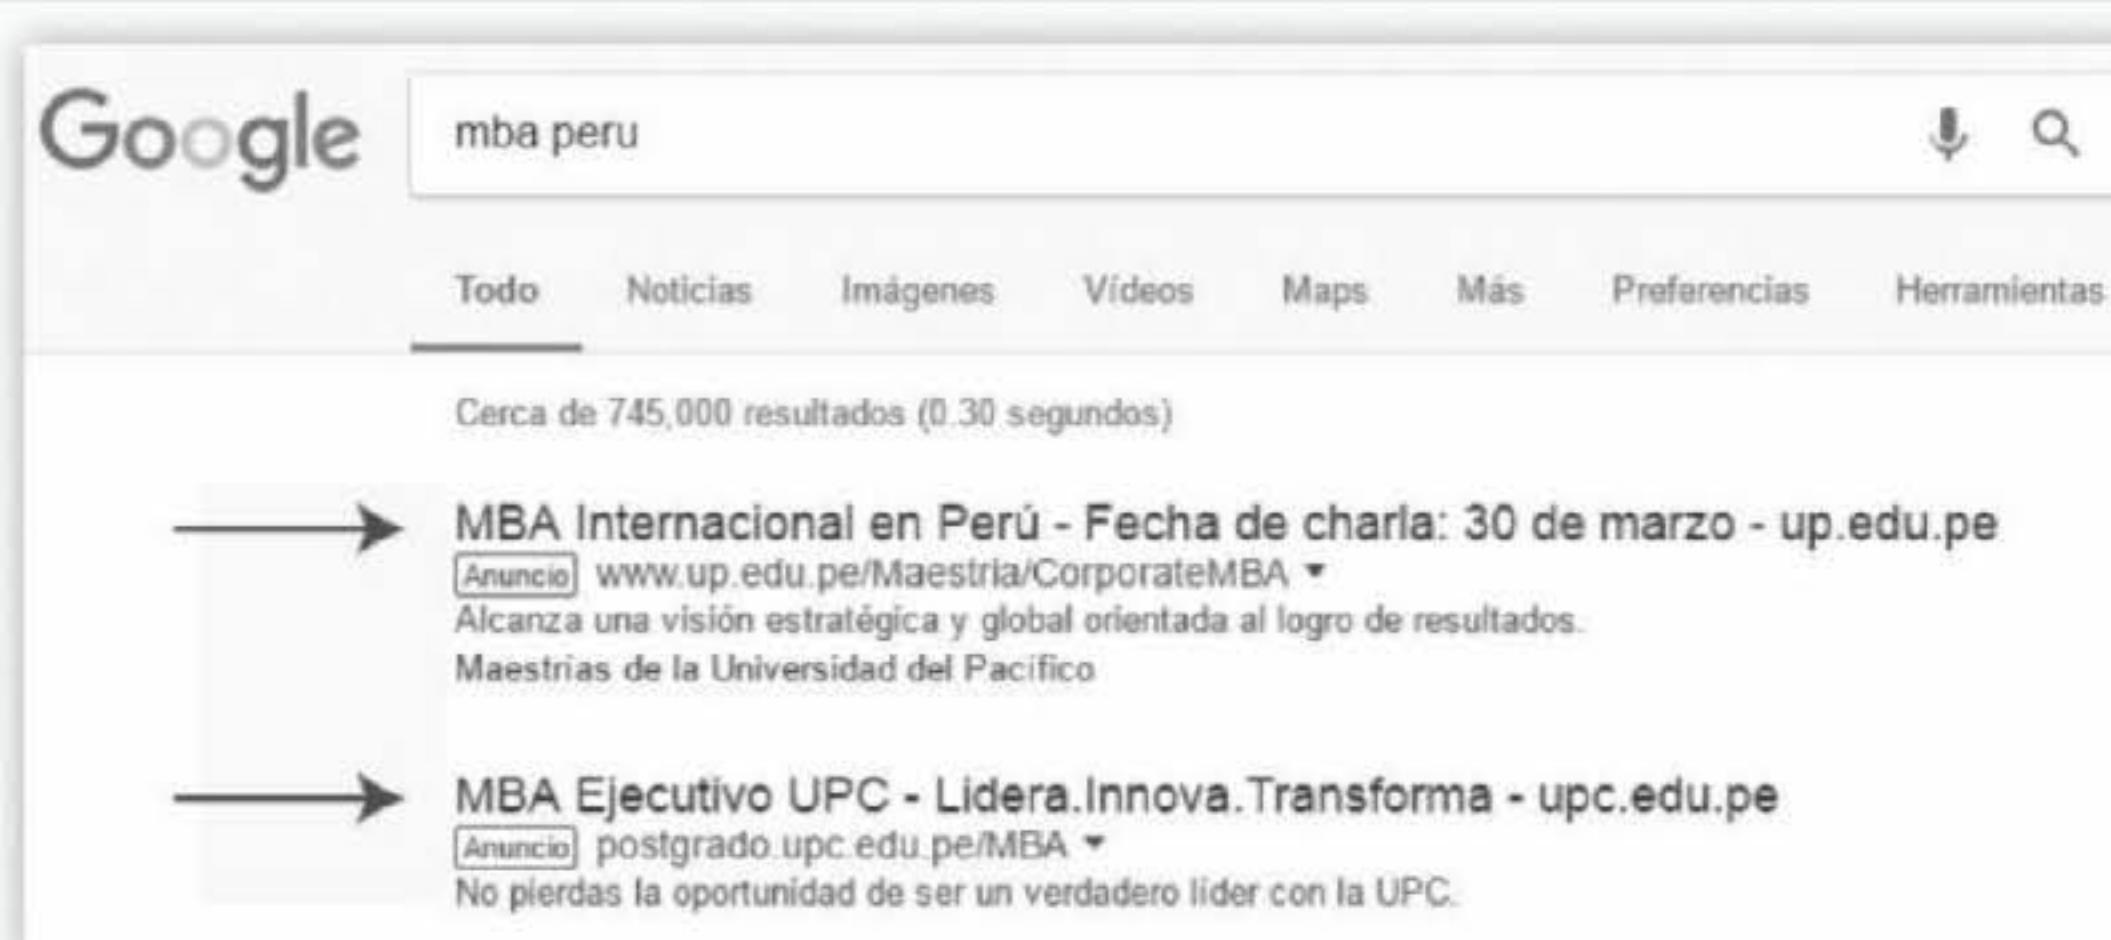 Google
mba peru
Todo Noticias Imágenes Vídeos Maps Más Preferencias Herramientas
Cerca de 745,000 resultados (0.30 segundos)
MBA Internacional en Perú - Fecha de charla: 30 de marzo - up.edu.pe
Anuncio www.up.edu.pe/Maestria/CorporateMBA
Alcanza una visión estratégica y global orientada al logro de resultados.
Maestrías de la Universidad del Pacífico
MBA Ejecutivo UPC - Lidera.Innova.Transforma - upc.edu.pe
Anuncio postgrado.upc.edu.pe/MBA
No pierdas la oportunidad de ser un verdadero líder con la UPC.